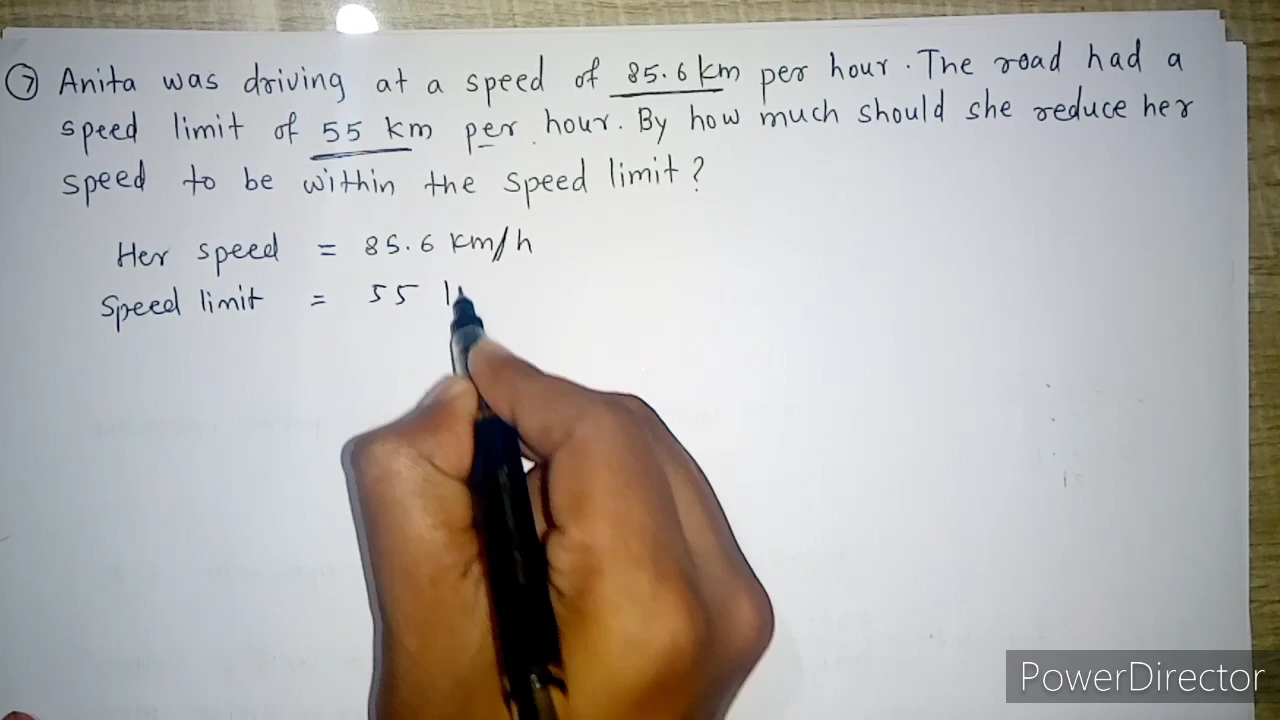 ⑦ Anita was driving at a speed of 85.6 km per hour. The road had a
speed limit of 55 km per hour. By how much should she reduce her
speed to be within the speed limit?
Her speed = 85.6 km/h
Speed limit = 55
PowerDirector